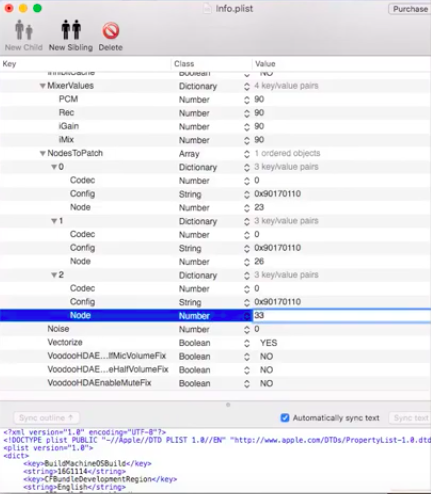 Info.plist
Purchase
New Child New Sibling Delete
Key Class Value
InhibitCache Boolean NO
MixerValues Dictionary 4 key/value pairs
PCM Number 90
Rec Number 90
iGain Number 90
iMix Number 90
NodesToPatch Array 1 ordered objects
0 Dictionary 3 key/value pairs
Codec Number 0
Config String 0x90170110
Node Number 23
1 Dictionary 3 key/value pairs
Codec Number 0
Config String 0x90170110
Node Number 26
2 Dictionary 3 key/value pairs
Codec Number 0
Config String 0x90170110
Node Number 33
Noise Number 0
Vectorize Boolean YES
VoodooHDAE...lfMicVolumeFix Boolean NO
VoodooHDAE...eHalfVolumeFix Boolean NO
VoodooHDAEnableMuteFix Boolean NO
Sync outline ↑ Automatically sync text Sync text
<?xml version="1.0" encoding="UTF-8"?>
<!DOCTYPE plist PUBLIC "-//Apple//DTD PLIST 1.0//EN" "http://www.apple.com/DTDs/PropertyList-1.0.dtd
<plist version="1.0">
<dict>
<key>BuildMachineOSBuild</key>
<string>16G1114</string>
<key>CFBundleDevelopmentRegion</key>
<string>English</string>